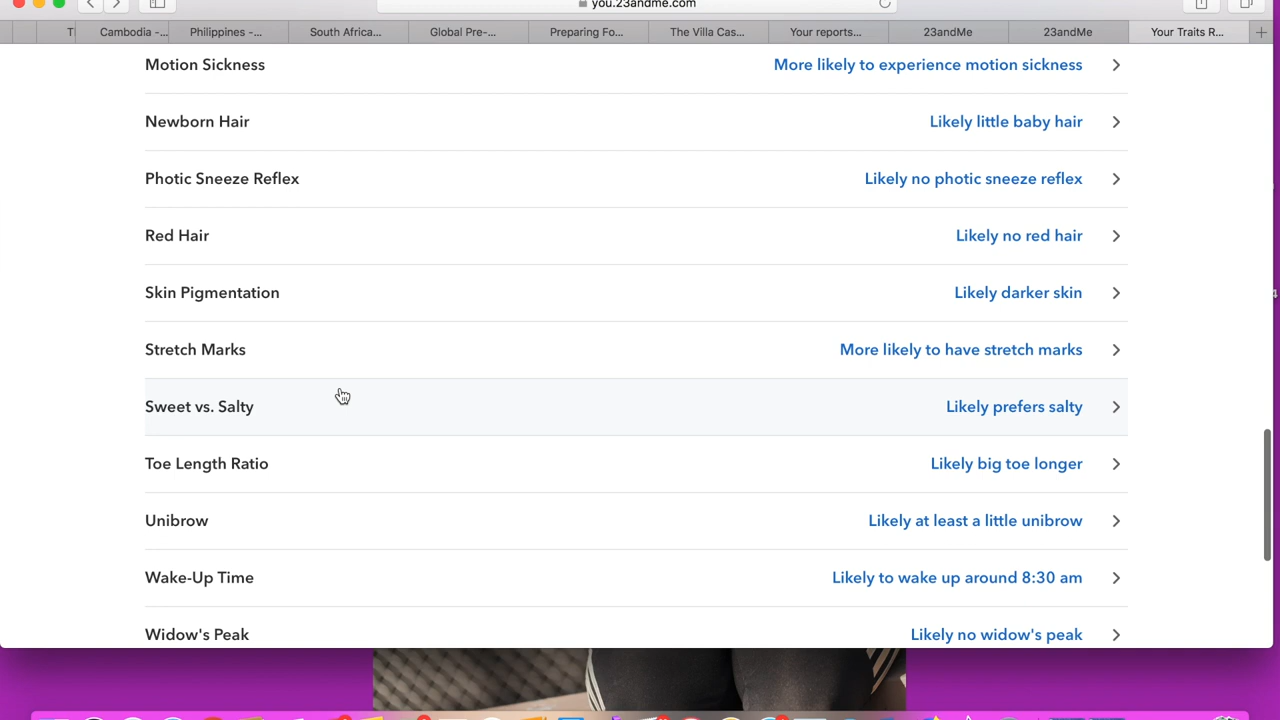 you.23andme.com
Cambodia -...
Philippines -...
South Africa...
Global Pre-...
Preparing Fo...
The Villa Cas...
Your reports...
23andMe
23andMe
Your Traits R...
Motion Sickness More likely to experience motion sickness
Newborn Hair Likely little baby hair
Photic Sneeze Reflex Likely no photic sneeze reflex
Red Hair Likely no red hair
Skin Pigmentation Likely darker skin
Stretch Marks More likely to have stretch marks
Sweet vs. Salty Likely prefers salty
Toe Length Ratio Likely big toe longer
Unibrow Likely at least a little unibrow
Wake-Up Time Likely to wake up around 8:30 am
Widow's Peak Likely no widow's peak